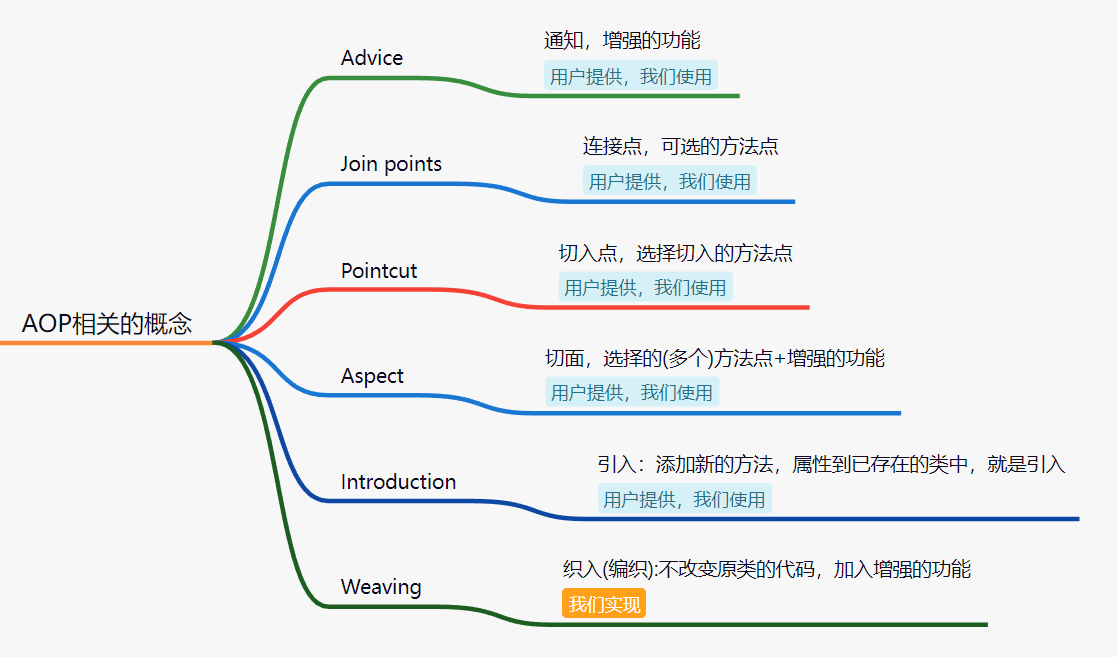 AOP相关的概念
Advice
通知，增强的功能
用户提供，我们使用
Join points
连接点，可选的方法点
用户提供，我们使用
Pointcut
切入点，选择切入的方法点
用户提供，我们使用
Aspect
切面，选择的(多个)方法点+增强的功能
用户提供，我们使用
Introduction
引入：添加新的方法，属性到已存在的类中，就是引入
用户提供，我们使用
Weaving
织入(编织):不改变原类的代码，加入增强的功能
我们实现